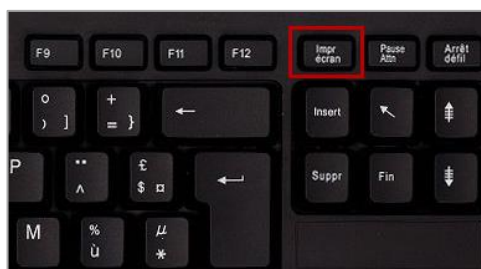 F9 F10 F11 F12 Impr écran Pause Attn Arrêt défil
° ) ] + = } ← Insert ↖ ⇞
P ¨ ^ £ $ ¤ ↵ Suppr Fin ⇟
M % ù µ *